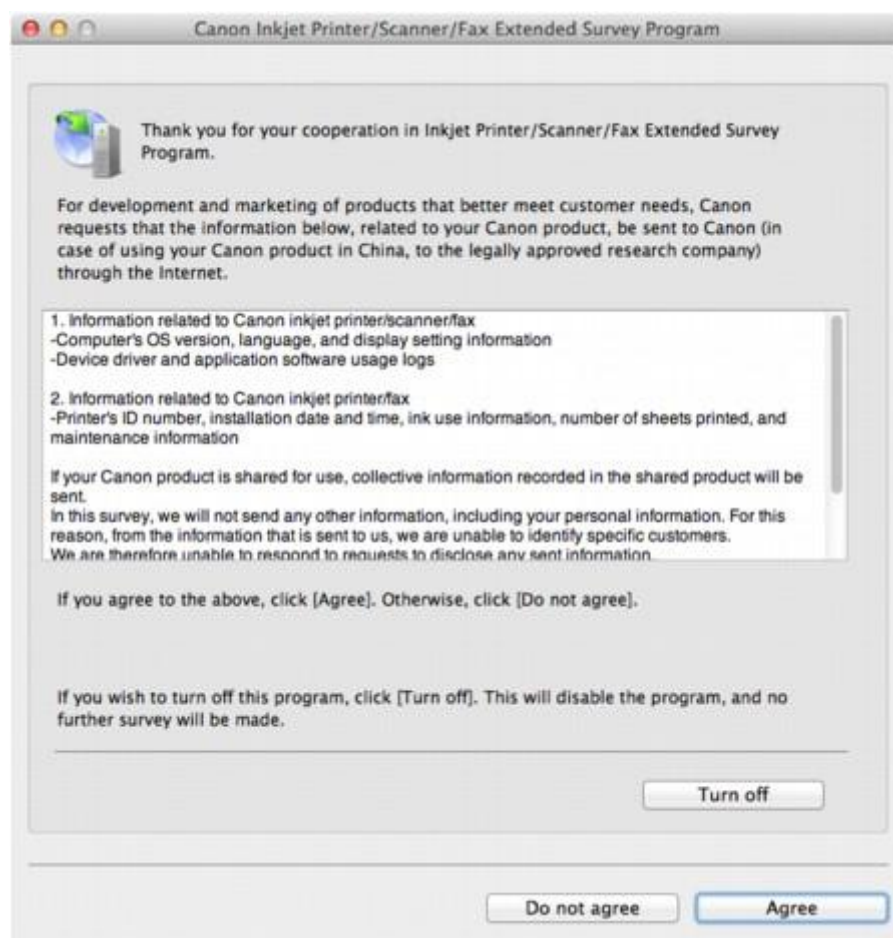 Canon Inkjet Printer/Scanner/Fax Extended Survey Program
Thank you for your cooperation in Inkjet Printer/Scanner/Fax Extended Survey
Program.
For development and marketing of products that better meet customer needs, Canon
requests that the information below, related to your Canon product, be sent to Canon (in
case of using your Canon product in China, to the legally approved research company)
through the Internet.
1. Information related to Canon inkjet printer/scanner/fax
-Computer's OS version, language, and display setting information
-Device driver and application software usage logs
2. Information related to Canon inkjet printer/fax
-Printer's ID number, installation date and time, ink use information, number of sheets printed, and
maintenance information
If your Canon product is shared for use, collective information recorded in the shared product will be
sent.
In this survey, we will not send any other information, including your personal information. For this
reason, from the information that is sent to us, we are unable to identify specific customers.
We are therefore unable to respond to requests to disclose any sent information.
If you agree to the above, click [Agree]. Otherwise, click [Do not agree].
If you wish to turn off this program, click [Turn off]. This will disable the program, and no
further survey will be made.
Turn off
Do not agree
Agree